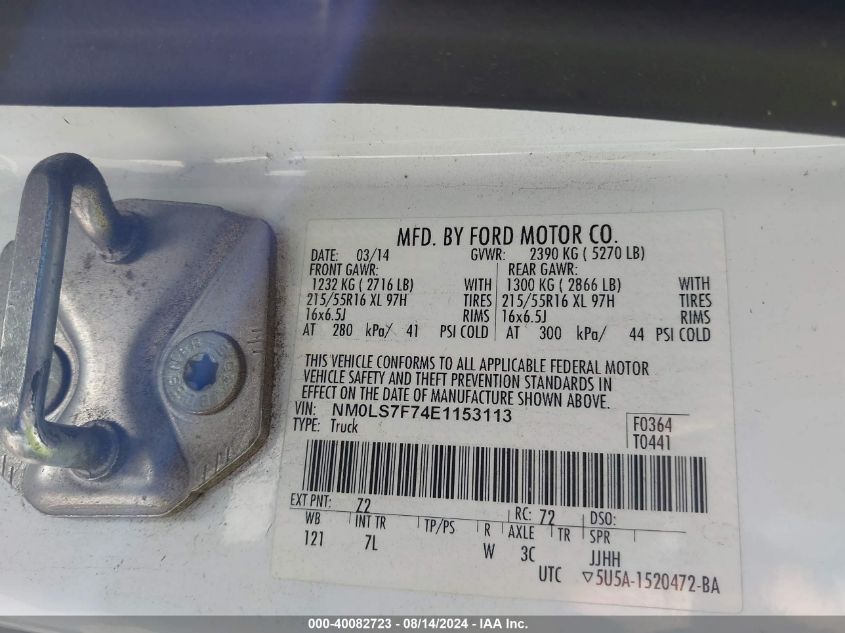 MFD. BY FORD MOTOR CO.
DATE: 03/14 GVWR: 2390 KG ( 5270 LB)
FRONT GAWR: REAR GAWR:
1232 KG ( 2716 LB) WITH 1300 KG ( 2866 LB) WITH
215/55R16 XL 97H TIRES 215/55R16 XL 97H TIRES
16x6.5J RIMS 16x6.5J RIMS
AT 280 kPa/ 41 PSI COLD AT 300 kPa/ 44 PSI COLD
THIS VEHICLE CONFORMS TO ALL APPLICABLE FEDERAL MOTOR
VEHICLE SAFETY AND THEFT PREVENTION STANDARDS IN
EFFECT ON THE DATE OF MANUFACTURE SHOWN ABOVE.
VIN: NM0LS7F74E1153113
TYPE: Truck
F0364
T0441
EXT PNT: Z2 RC: 72 DSO:
WB INT TR TP/PS R AXLE TR SPR
121 7L W 3C JJHH
UTC ▽5U5A-1520472-BA
000-40082723 - 08/14/2024 - IAA Inc.